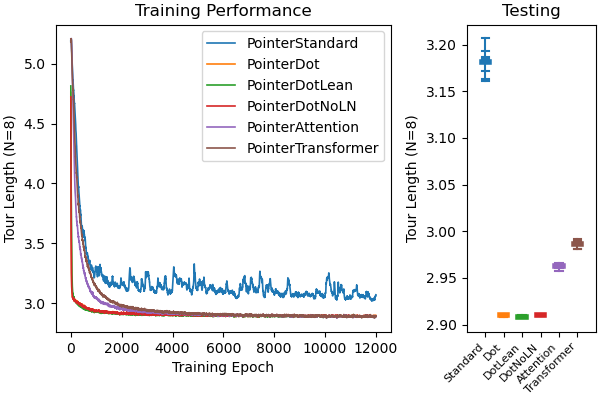 Training Performance
Tour Length (N=8)
5.0
4.5
4.0
3.5
3.0
0
2000
4000
6000
8000
10000
12000
Training Epoch
PointerStandard
PointerDot
PointerDotLean
PointerDotNoLN
PointerAttention
PointerTransformer
Testing
Tour Length (N=8)
3.20
3.15
3.10
3.05
3.00
2.95
2.90
Standard
Dot
DotLean
DotNoLN
Attention
Transformer